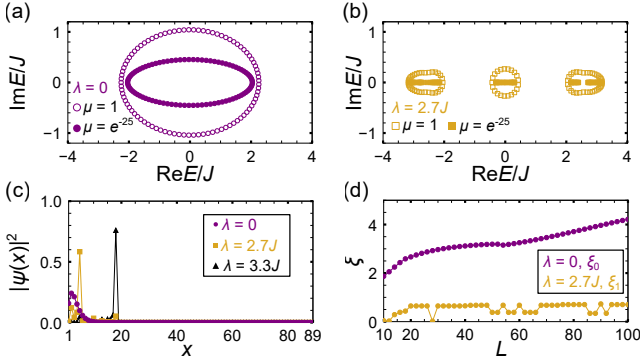 (a)
ImE/J
1
0
−1
λ = 0
μ = 1
μ = e^{-25}
−4 −2 0 2 4
ReE/J
(b)
ImE/J
1
0
−1
λ = 2.7J
μ = 1 μ = e^{-25}
−4 −2 0 2 4
ReE/J
(c)
|ψ(x)|²
1.0
0.5
0.0
λ = 0
λ = 2.7J
λ = 3.3J
1 20 40 60 80 89
x
(d)
ξ
4
2
0
λ = 0, ξ₀
λ = 2.7J, ξ₁
10 20 40 60 80 100
L